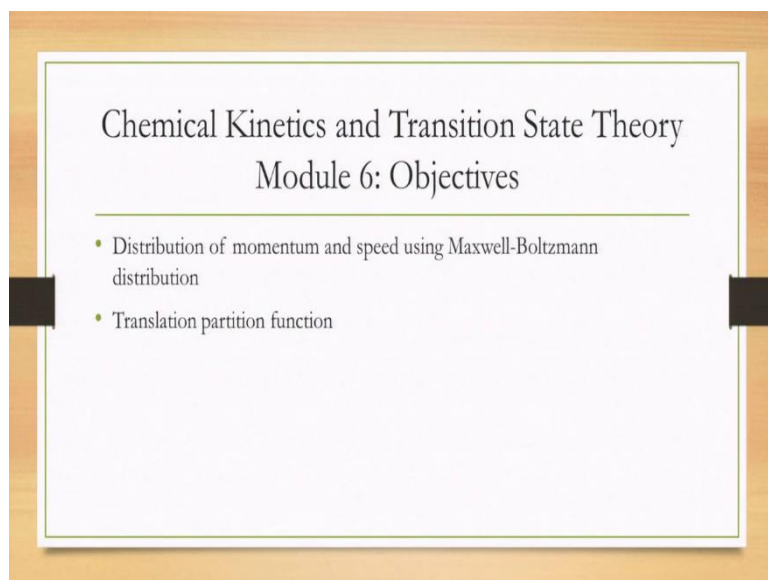 Chemical Kinetics and Transition State Theory
Module 6: Objectives
• Distribution of momentum and speed using Maxwell-Boltzmann
distribution
• Translation partition function